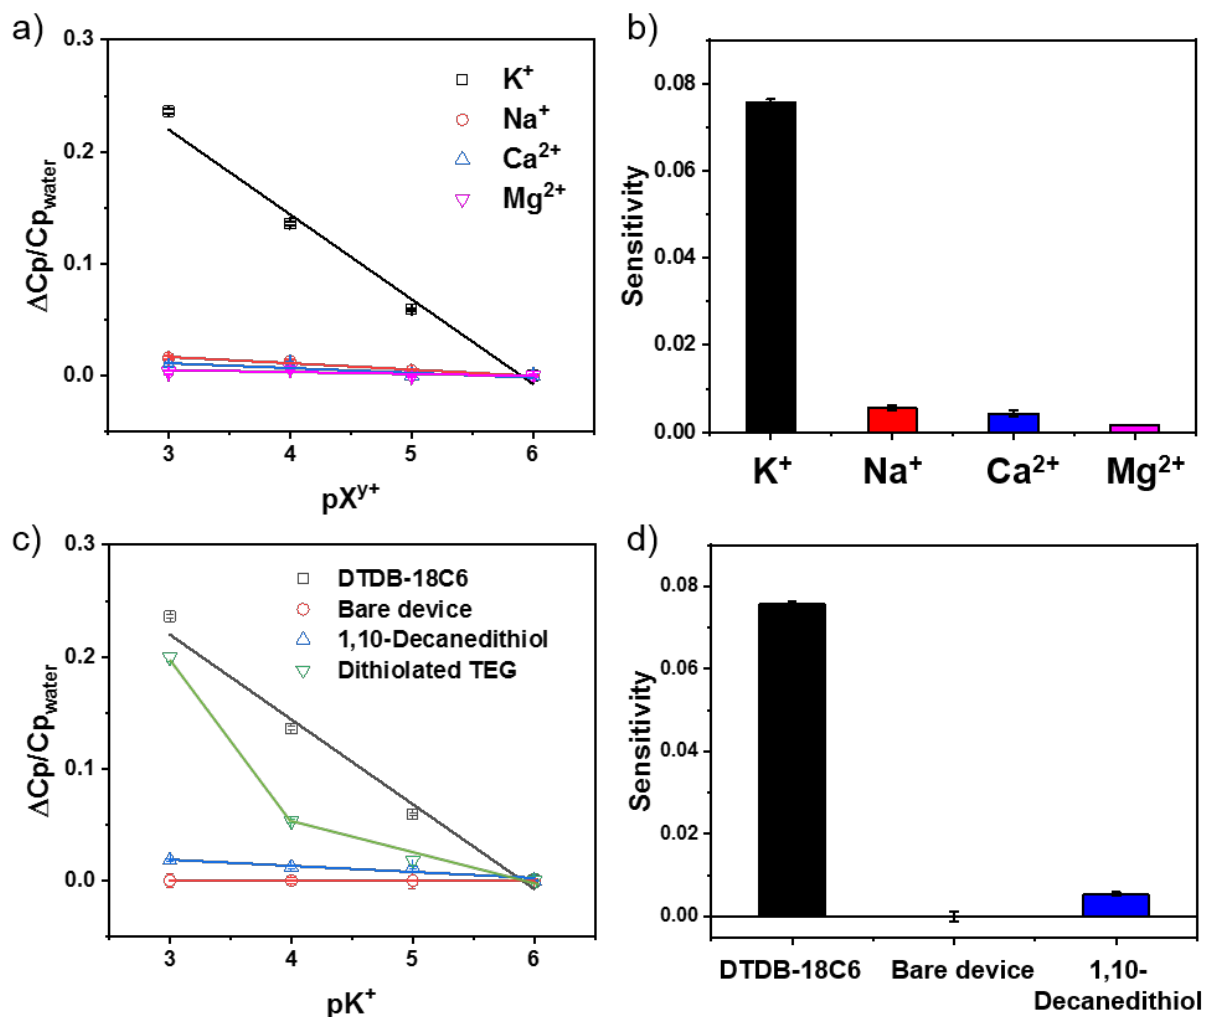 a)
0.3
0.2
0.1
0.0
ΔCp/Cp_water
K⁺
Na⁺
Ca²⁺
Mg²⁺
3 4 5 6
pXʸ⁺
b)
0.08
0.06
0.04
0.02
0.00
Sensitivity
K⁺ Na⁺ Ca²⁺ Mg²⁺
c)
0.3
0.2
0.1
0.0
ΔCp/Cp_water
DTDB-18C6
Bare device
1,10-Decanedithiol
Dithiolated TEG
3 4 5 6
pK⁺
d)
0.08
0.06
0.04
0.02
0.00
Sensitivity
DTDB-18C6 Bare device 1,10-
Decanedithiol